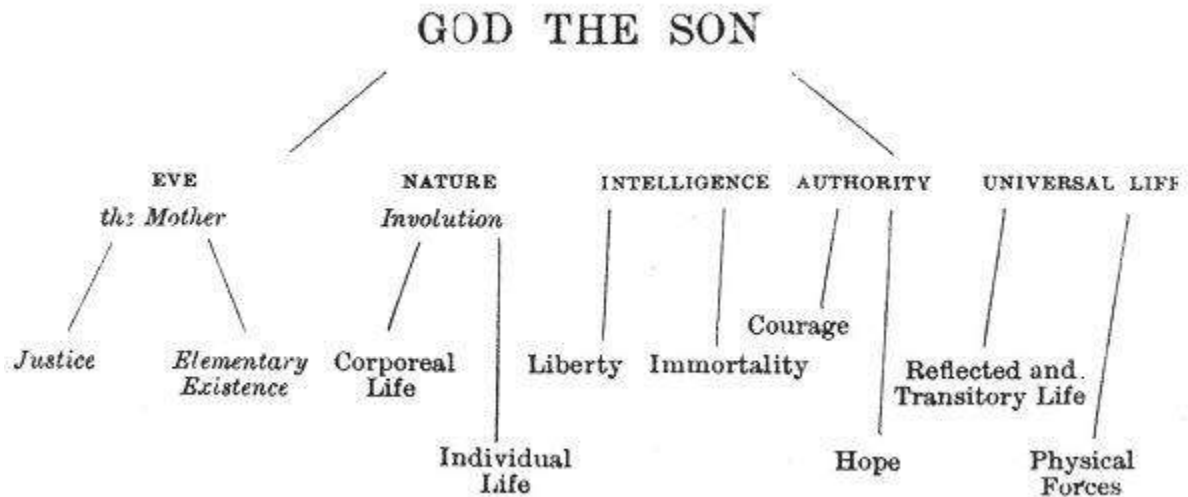 GOD THE SON
EVE
the Mother
NATURE
Involution
INTELLIGENCE
AUTHORITY
UNIVERSAL LIFE
Justice
Elementary
Existence
Corporeal
Life
Individual
Life
Liberty
Immortality
Courage
Hope
Reflected and
Transitory Life
Physical
Forces